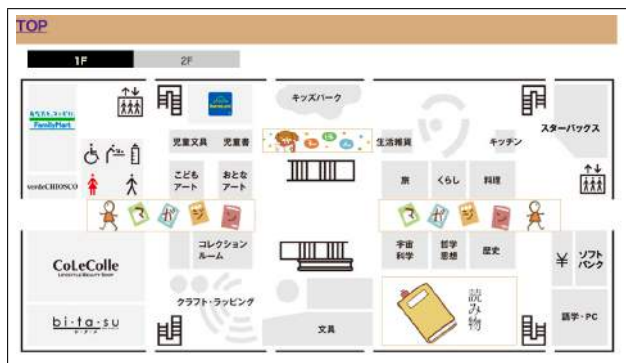 TOP
1F
2F
キッズパーク
スターバックス
FamilyMart
児童文具
児童書
生活雑貨
キッチン
verdeCHIOSCO
こども
アート
おとな
アート
旅
くらし
料理
CoLeCollé
コレクション
ルーム
宇宙
科学
哲学
思想
歴史
¥
ソフト
バンク
bi·ta·su
クラフト・ラッピング
文具
読み物
語学・PC